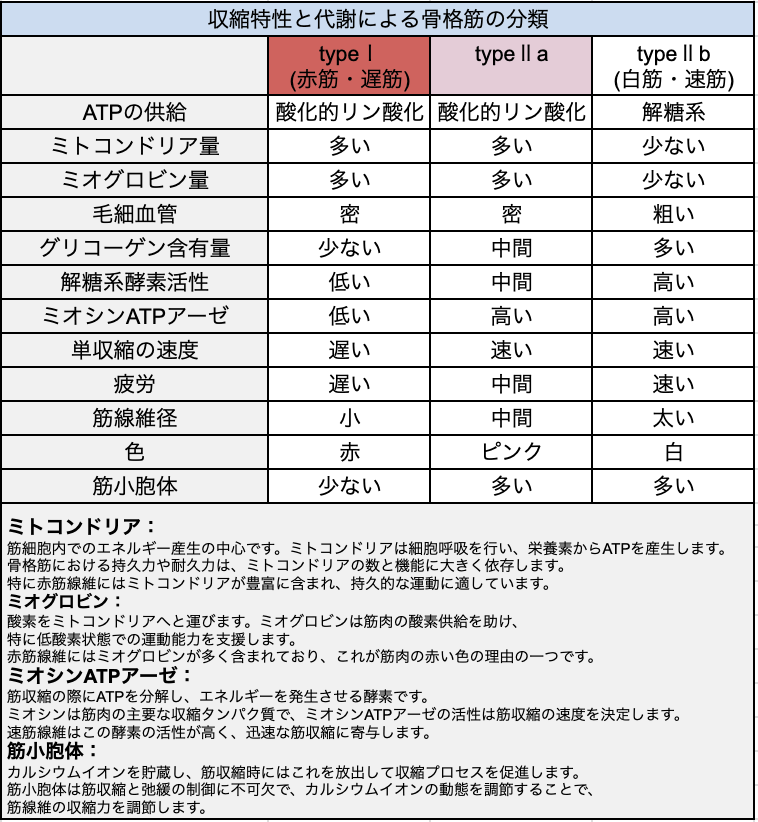 収縮特性と代謝による骨格筋の分類
typeⅠ typeⅡa typeⅡb
(赤筋・遅筋) (白筋・速筋)
ATPの供給 酸化的リン酸化 酸化的リン酸化 解糖系
ミトコンドリア量 多い 多い 少ない
ミオグロビン量 多い 多い 少ない
毛細血管 密 密 粗い
グリコーゲン含有量 少ない 中間 多い
解糖系酵素活性 低い 中間 高い
ミオシンATPアーゼ 低い 高い 高い
単収縮の速度 遅い 速い 速い
疲労 遅い 中間 速い
筋線維径 小 中間 太い
色 赤 ピンク 白
筋小胞体 少ない 多い 多い
ミトコンドリア：
筋細胞内でのエネルギー産生の中心です。ミトコンドリアは細胞呼吸を行い、栄養素からATPを産生します。
骨格筋における持久力や耐久力は、ミトコンドリアの数と機能に大きく依存します。
特に赤筋線維にはミトコンドリアが豊富に含まれ、持久的な運動に適しています。
ミオグロビン：
酸素をミトコンドリアへと運びます。ミオグロビンは筋肉の酸素供給を助け、
特に低酸素状態での運動能力を支援します。
赤筋線維にはミオグロビンが多く含まれており、これが筋肉の赤い色の理由の一つです。
ミオシンATPアーゼ：
筋収縮の際にATPを分解し、エネルギーを発生させる酵素です。
ミオシンは筋肉の主要な収縮タンパク質で、ミオシンATPアーゼの活性は筋収縮の速度を決定します。
速筋線維はこの酵素の活性が高く、迅速な筋収縮に寄与します。
筋小胞体：
カルシウムイオンを貯蔵し、筋収縮時にはこれを放出して収縮プロセスを促進します。
筋小胞体は筋収縮と弛緩の制御に不可欠で、カルシウムイオンの動態を調節することで、
筋線維の収縮力を調節します。